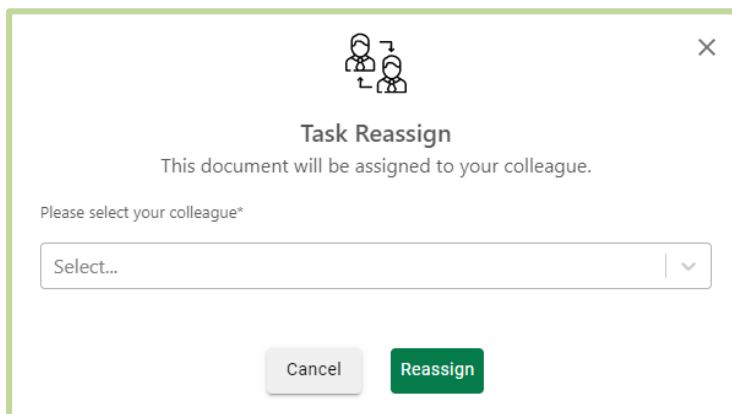 Task Reassign
This document will be assigned to your colleague.
Please select your colleague*
Select...
Cancel
Reassign